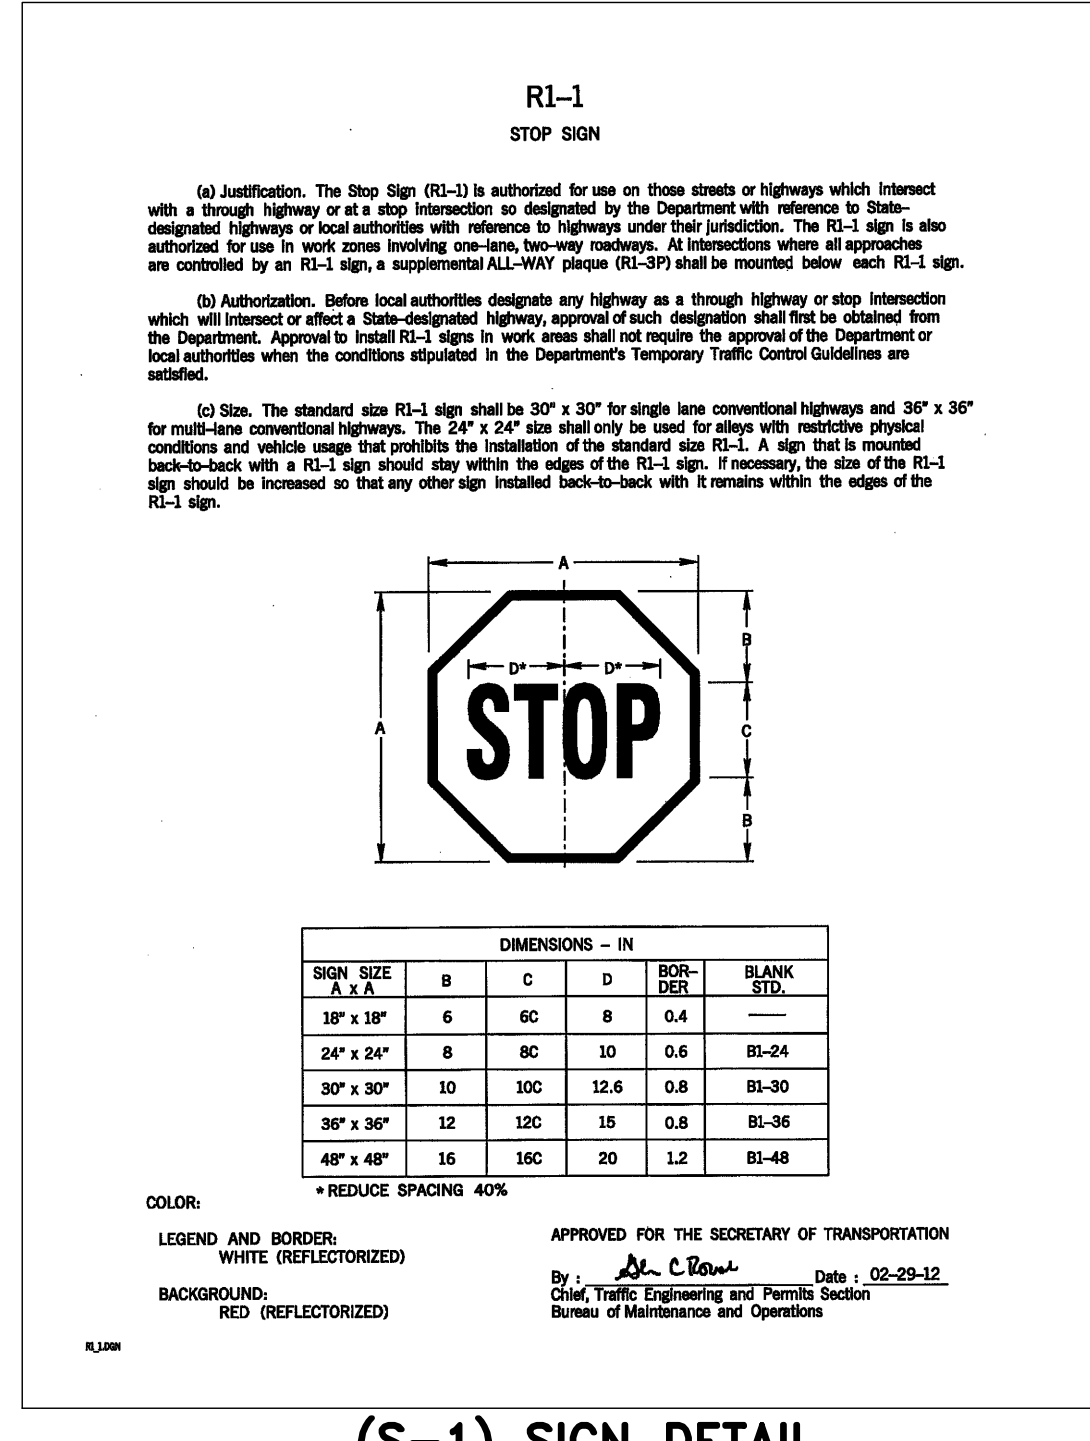 R1–1
STOP SIGN
(a) Justification. The Stop Sign (R1–1) is authorized for use on those streets or highways which intersect
with a through highway or at a stop intersection so designated by the Department with reference to State–
designated highways or local authorities with reference to highways under their jurisdiction. The R1–1 sign is also
authorized for use in work zones involving one–lane, two–way roadways. At intersections where all approaches
are controlled by an R1–1 sign, a supplemental ALL–WAY plaque (R1–3P) shall be mounted below each R1–1 sign.
(b) Authorization. Before local authorities designate any highway as a through highway or stop intersection
which will intersect or affect a State–designated highway, approval of such designation shall first be obtained from
the Department. Approval to install R1–1 signs in work areas shall not require the approval of the Department or
local authorities when the conditions stipulated in the Department's Temporary Traffic Control Guidelines are
satisfied.
(c) Size. The standard size R1–1 sign shall be 30" x 30" for single lane conventional highways and 36" x 36"
for multi–lane conventional highways. The 24" x 24" size shall only be used for alleys with restrictive physical
conditions and vehicle usage that prohibits the installation of the standard size R1–1. A sign that is mounted
back–to–back with a R1–1 sign should stay within the edges of the R1–1 sign. If necessary, the size of the R1–1
sign should be increased so that any other sign installed back–to–back with it remains within the edges of the
R1–1 sign.
A
B
D* D*
STOP
A
C
B
DIMENSIONS – IN
SIGN SIZE A x A B C D BOR–DER BLANK STD.
18" x 18" 6 6C 8 0.4 —
24" x 24" 8 8C 10 0.6 B1–24
30" x 30" 10 10C 12.6 0.8 B1–30
36" x 36" 12 12C 15 0.8 B1–36
48" x 48" 16 16C 20 1.2 B1–48
* REDUCE SPACING 40%
COLOR:
LEGEND AND BORDER:
WHITE (REFLECTORIZED)
BACKGROUND:
RED (REFLECTORIZED)
APPROVED FOR THE SECRETARY OF TRANSPORTATION
By : Date : 02–29–12
Chief, Traffic Engineering and Permits Section
Bureau of Maintenance and Operations
R1_1.DGN
(S–1) SIGN DETAIL